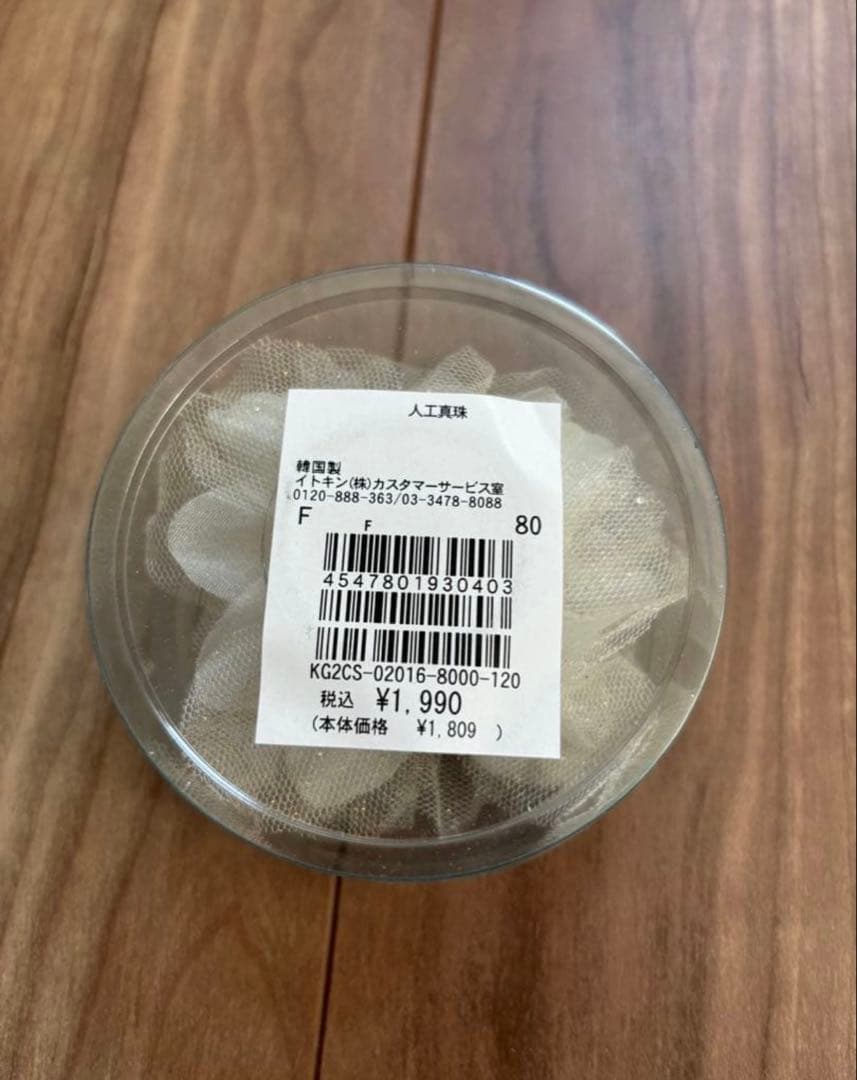 人工真珠
韓国製
イトキン(株)カスタマーサービス室
0120-888-363/03-3478-8088
F F 80
4547801930403
KG2CS-02016-8000-120
税込 ¥1,990
(本体価格 ¥1,809 )